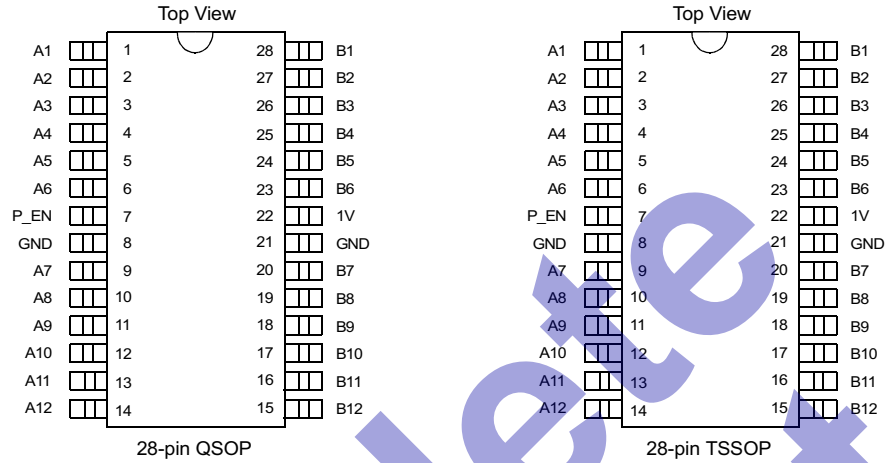 Top View
A1 1 28 B1
A2 2 27 B2
A3 3 26 B3
A4 4 25 B4
A5 5 24 B5
A6 6 23 B6
P_EN 7 22 1V
GND 8 21 GND
A7 9 20 B7
A8 10 19 B8
A9 11 18 B9
A10 12 17 B10
A11 13 16 B11
A12 14 15 B12
28-pin QSOP
Top View
A1 1 28 B1
A2 2 27 B2
A3 3 26 B3
A4 4 25 B4
A5 5 24 B5
A6 6 23 B6
P_EN 7 22 1V
GND 8 21 GND
A7 9 20 B7
A8 10 19 B8
A9 11 18 B9
A10 12 17 B10
A11 13 16 B11
A12 14 15 B12
28-pin TSSOP
lete